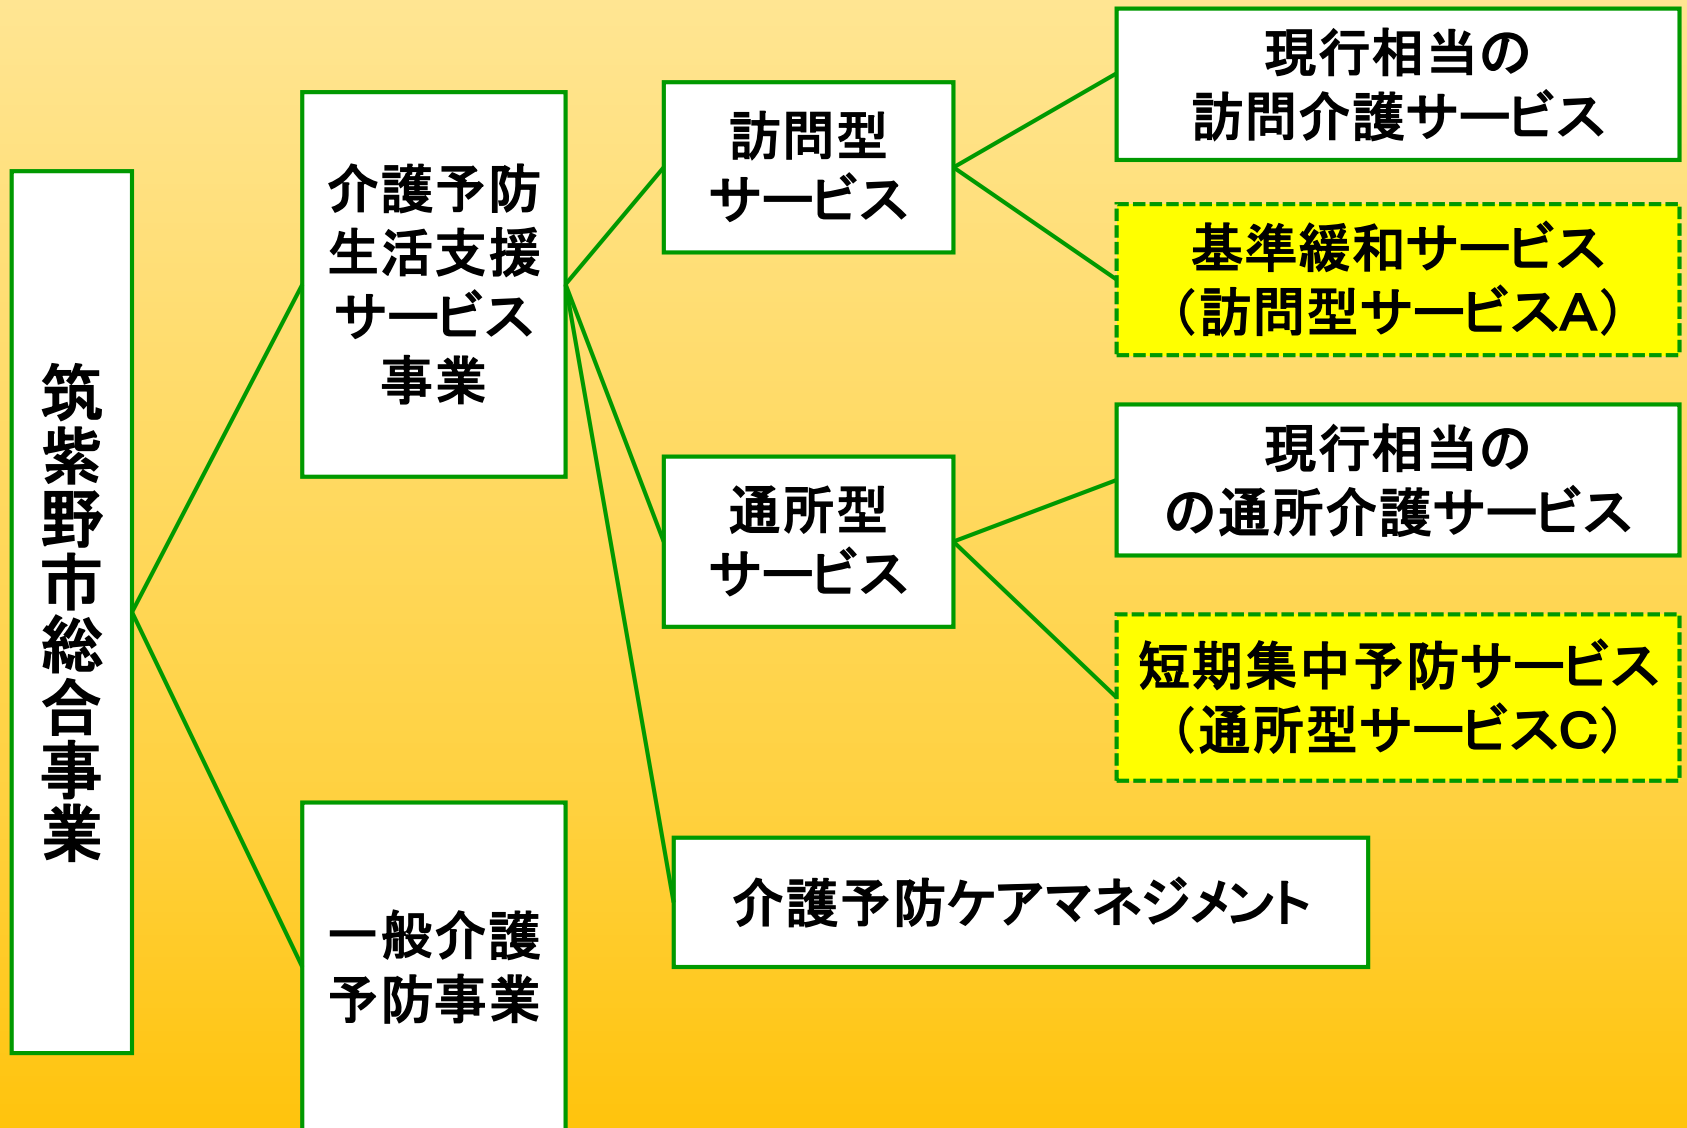 筑紫野市総合事業
介護予防
生活支援
サービス
事業
一般介護
予防事業
訪問型
サービス
通所型
サービス
介護予防ケアマネジメント
現行相当の
訪問介護サービス
基準緩和サービス
（訪問型サービスA）
現行相当の
の通所介護サービス
短期集中予防サービス
（通所型サービスC）